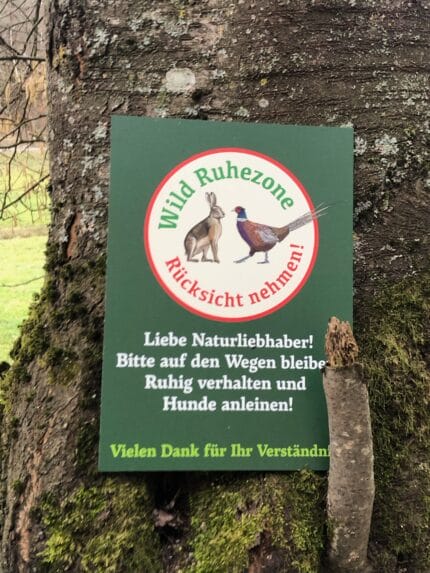 Wild Ruhezone
Rücksicht nehmen!
Liebe Naturliebhaber!
Bitte auf den Wegen bleibe
Ruhig verhalten und
Hunde anleinen!
Vielen Dank für Ihr Verständni